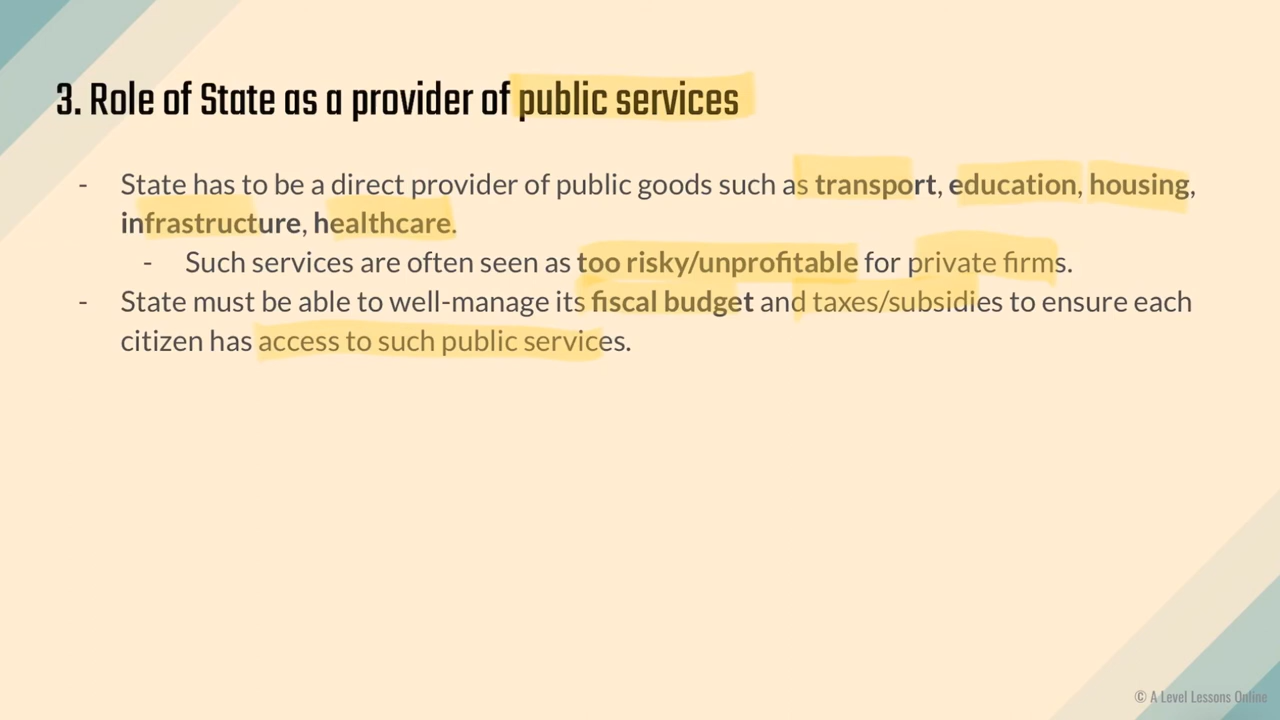 3. Role of State as a provider of public services
- State has to be a direct provider of public goods such as transport, education, housing,
infrastructure, healthcare.
- Such services are often seen as too risky/unprofitable for private firms.
- State must be able to well-manage its fiscal budget and taxes/subsidies to ensure each
citizen has access to such public services.
© A Level Lessons Online